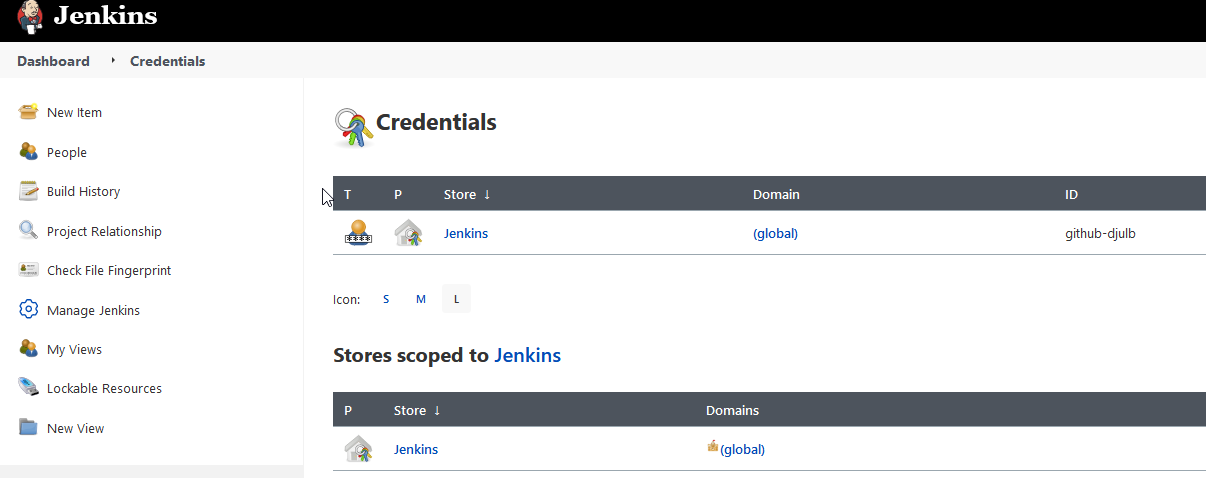 Jenkins
Dashboard Credentials
New Item
People
Build History
Project Relationship
Check File Fingerprint
Manage Jenkins
My Views
Lockable Resources
New View
Credentials
T P Store ↓ Domain ID
Jenkins (global) github-djulb
Icon: S M L
Stores scoped to Jenkins
P Store ↓ Domains
Jenkins (global)